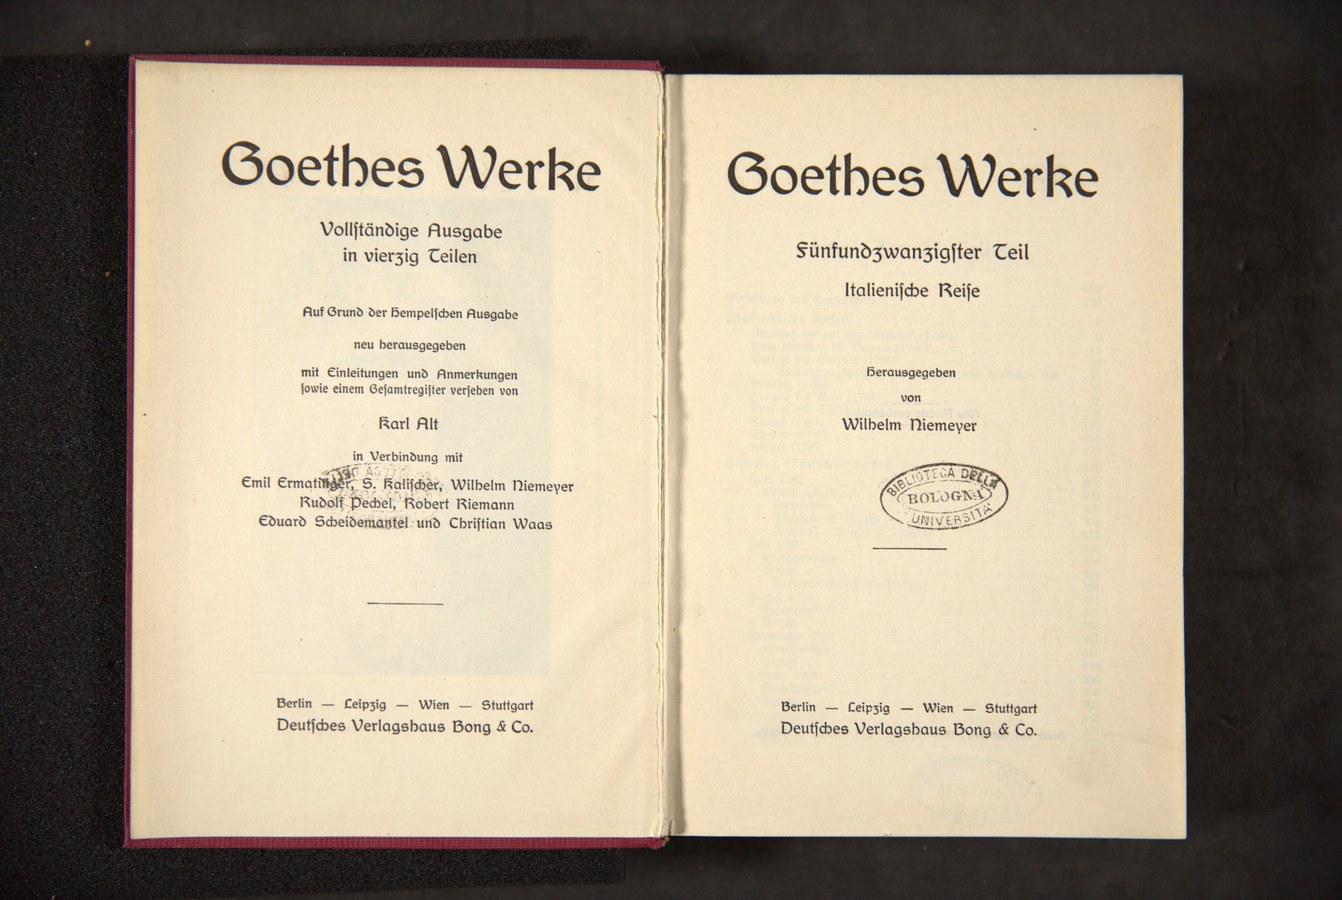 Goethes Werke
Vollſtändige Ausgabe
in vierzig Teilen
Auf Grund der Hempelſchen Ausgabe
neu herausgegeben
mit Einleitungen und Anmerkungen
ſowie einem Geſamtregiſter verſehen von
Karl Alt
in Verbindung mit
Emil Ermatinger, S. Kaliſcher, Wilhelm Niemeyer
Rudolf Pechel, Robert Riemann
Eduard Scheidemantel und Chriſtian Waas
Berlin — Leipzig — Wien — Stuttgart
Deutſches Verlagshaus Bong & Co.
Goethes Werke
Fünfundzwanzigſter Teil
Italieniſche Reiſe
Herausgegeben
von
Wilhelm Niemeyer
BIBLIOTECA DELLA
BOLOGNA
UNIVERSITÀ
Berlin — Leipzig — Wien — Stuttgart
Deutſches Verlagshaus Bong & Co.